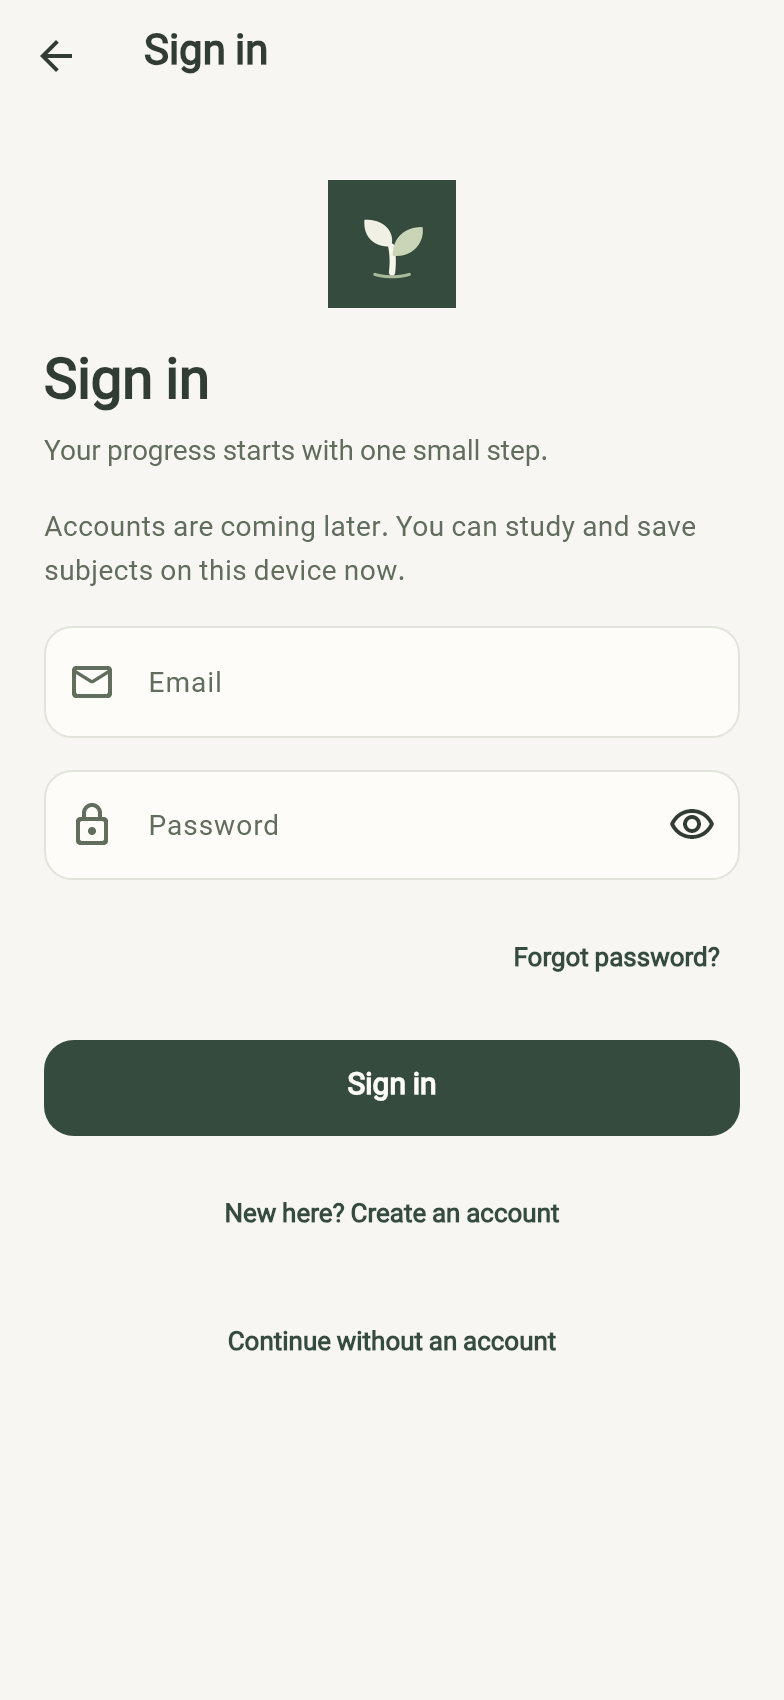 Sign in
Sign in
Your progress starts with one small step.
Accounts are coming later. You can study and save
subjects on this device now.
Email
Password
Forgot password?
Sign in
New here? Create an account
Continue without an account